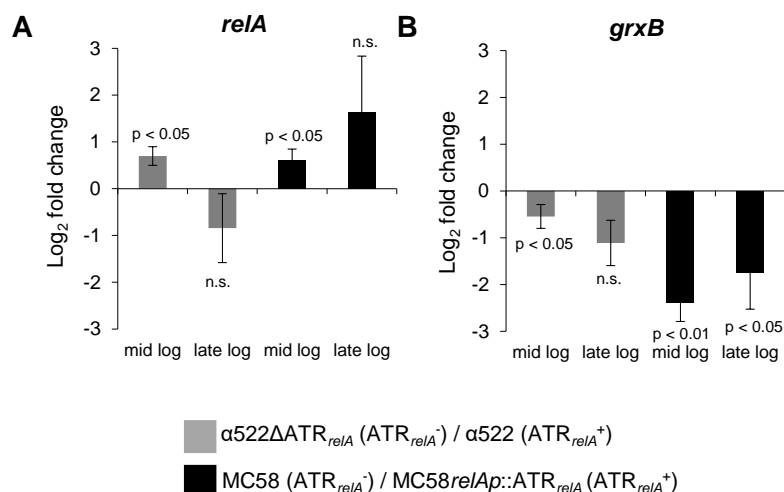 A
relA
Log₂ fold change
3
2
1
0
-1
-2
-3
p < 0.05
n.s.
p < 0.05
n.s.
mid log late log mid log late log
B
grxB
Log₂ fold change
3
2
1
0
-1
-2
-3
p < 0.05
n.s.
p < 0.01
p < 0.05
mid log late log mid log late log
α522ΔATRrelA (ATRrelA⁻) / α522 (ATRrelA⁺)
MC58 (ATRrelA⁻) / MC58relAp::ATRrelA (ATRrelA⁺)